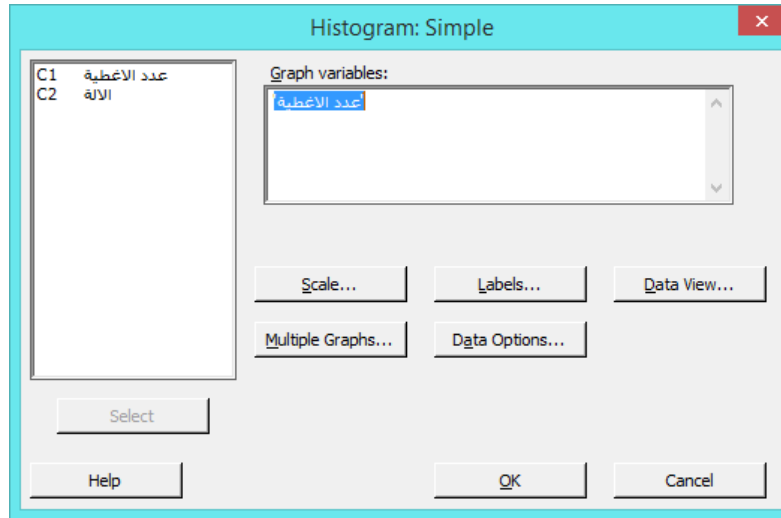 Histogram: Simple
C1 عدد الاغطية
C2 الالة
Graph variables:
'عدد الاغطية'
Scale...
Labels...
Data View...
Multiple Graphs...
Data Options...
Select
Help
OK
Cancel